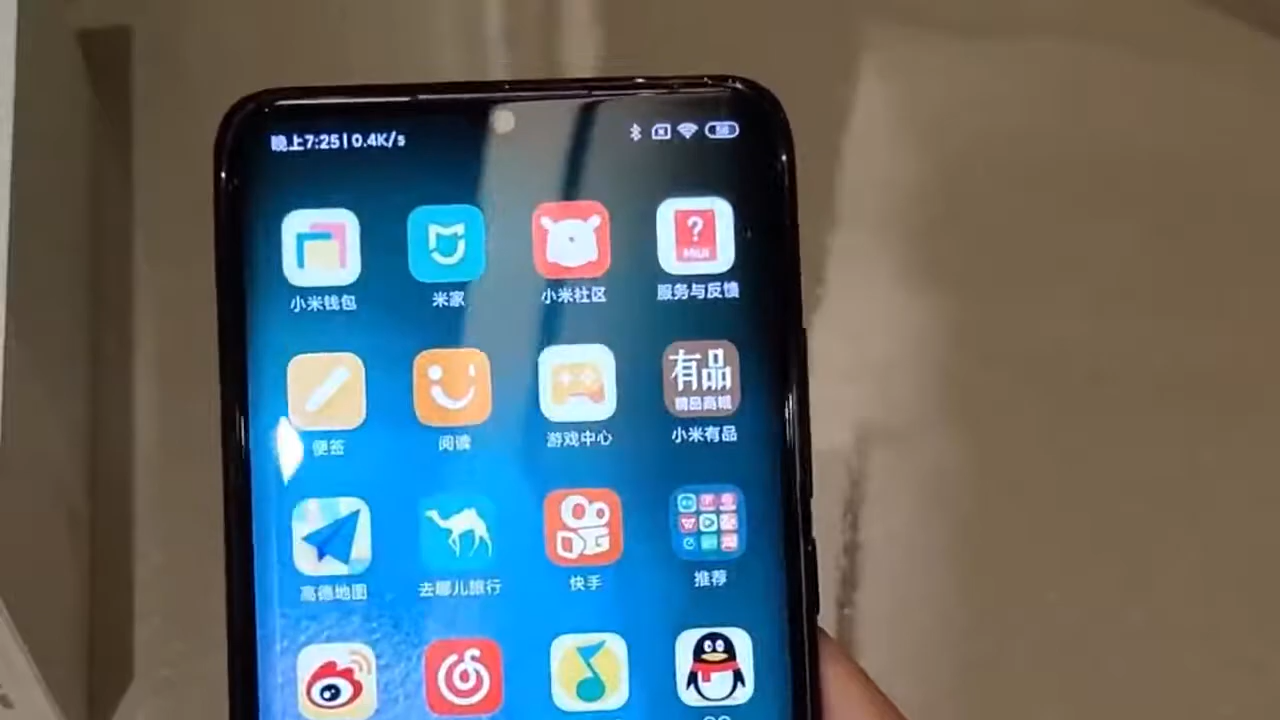 晚上7:25 | 0.4K/s
58
小米钱包
米家
小米社区
?
MIUI
服务与反馈
便签
阅读
游戏中心
有品
精品商城
小米有品
高德地图
去哪儿旅行
快手
推荐